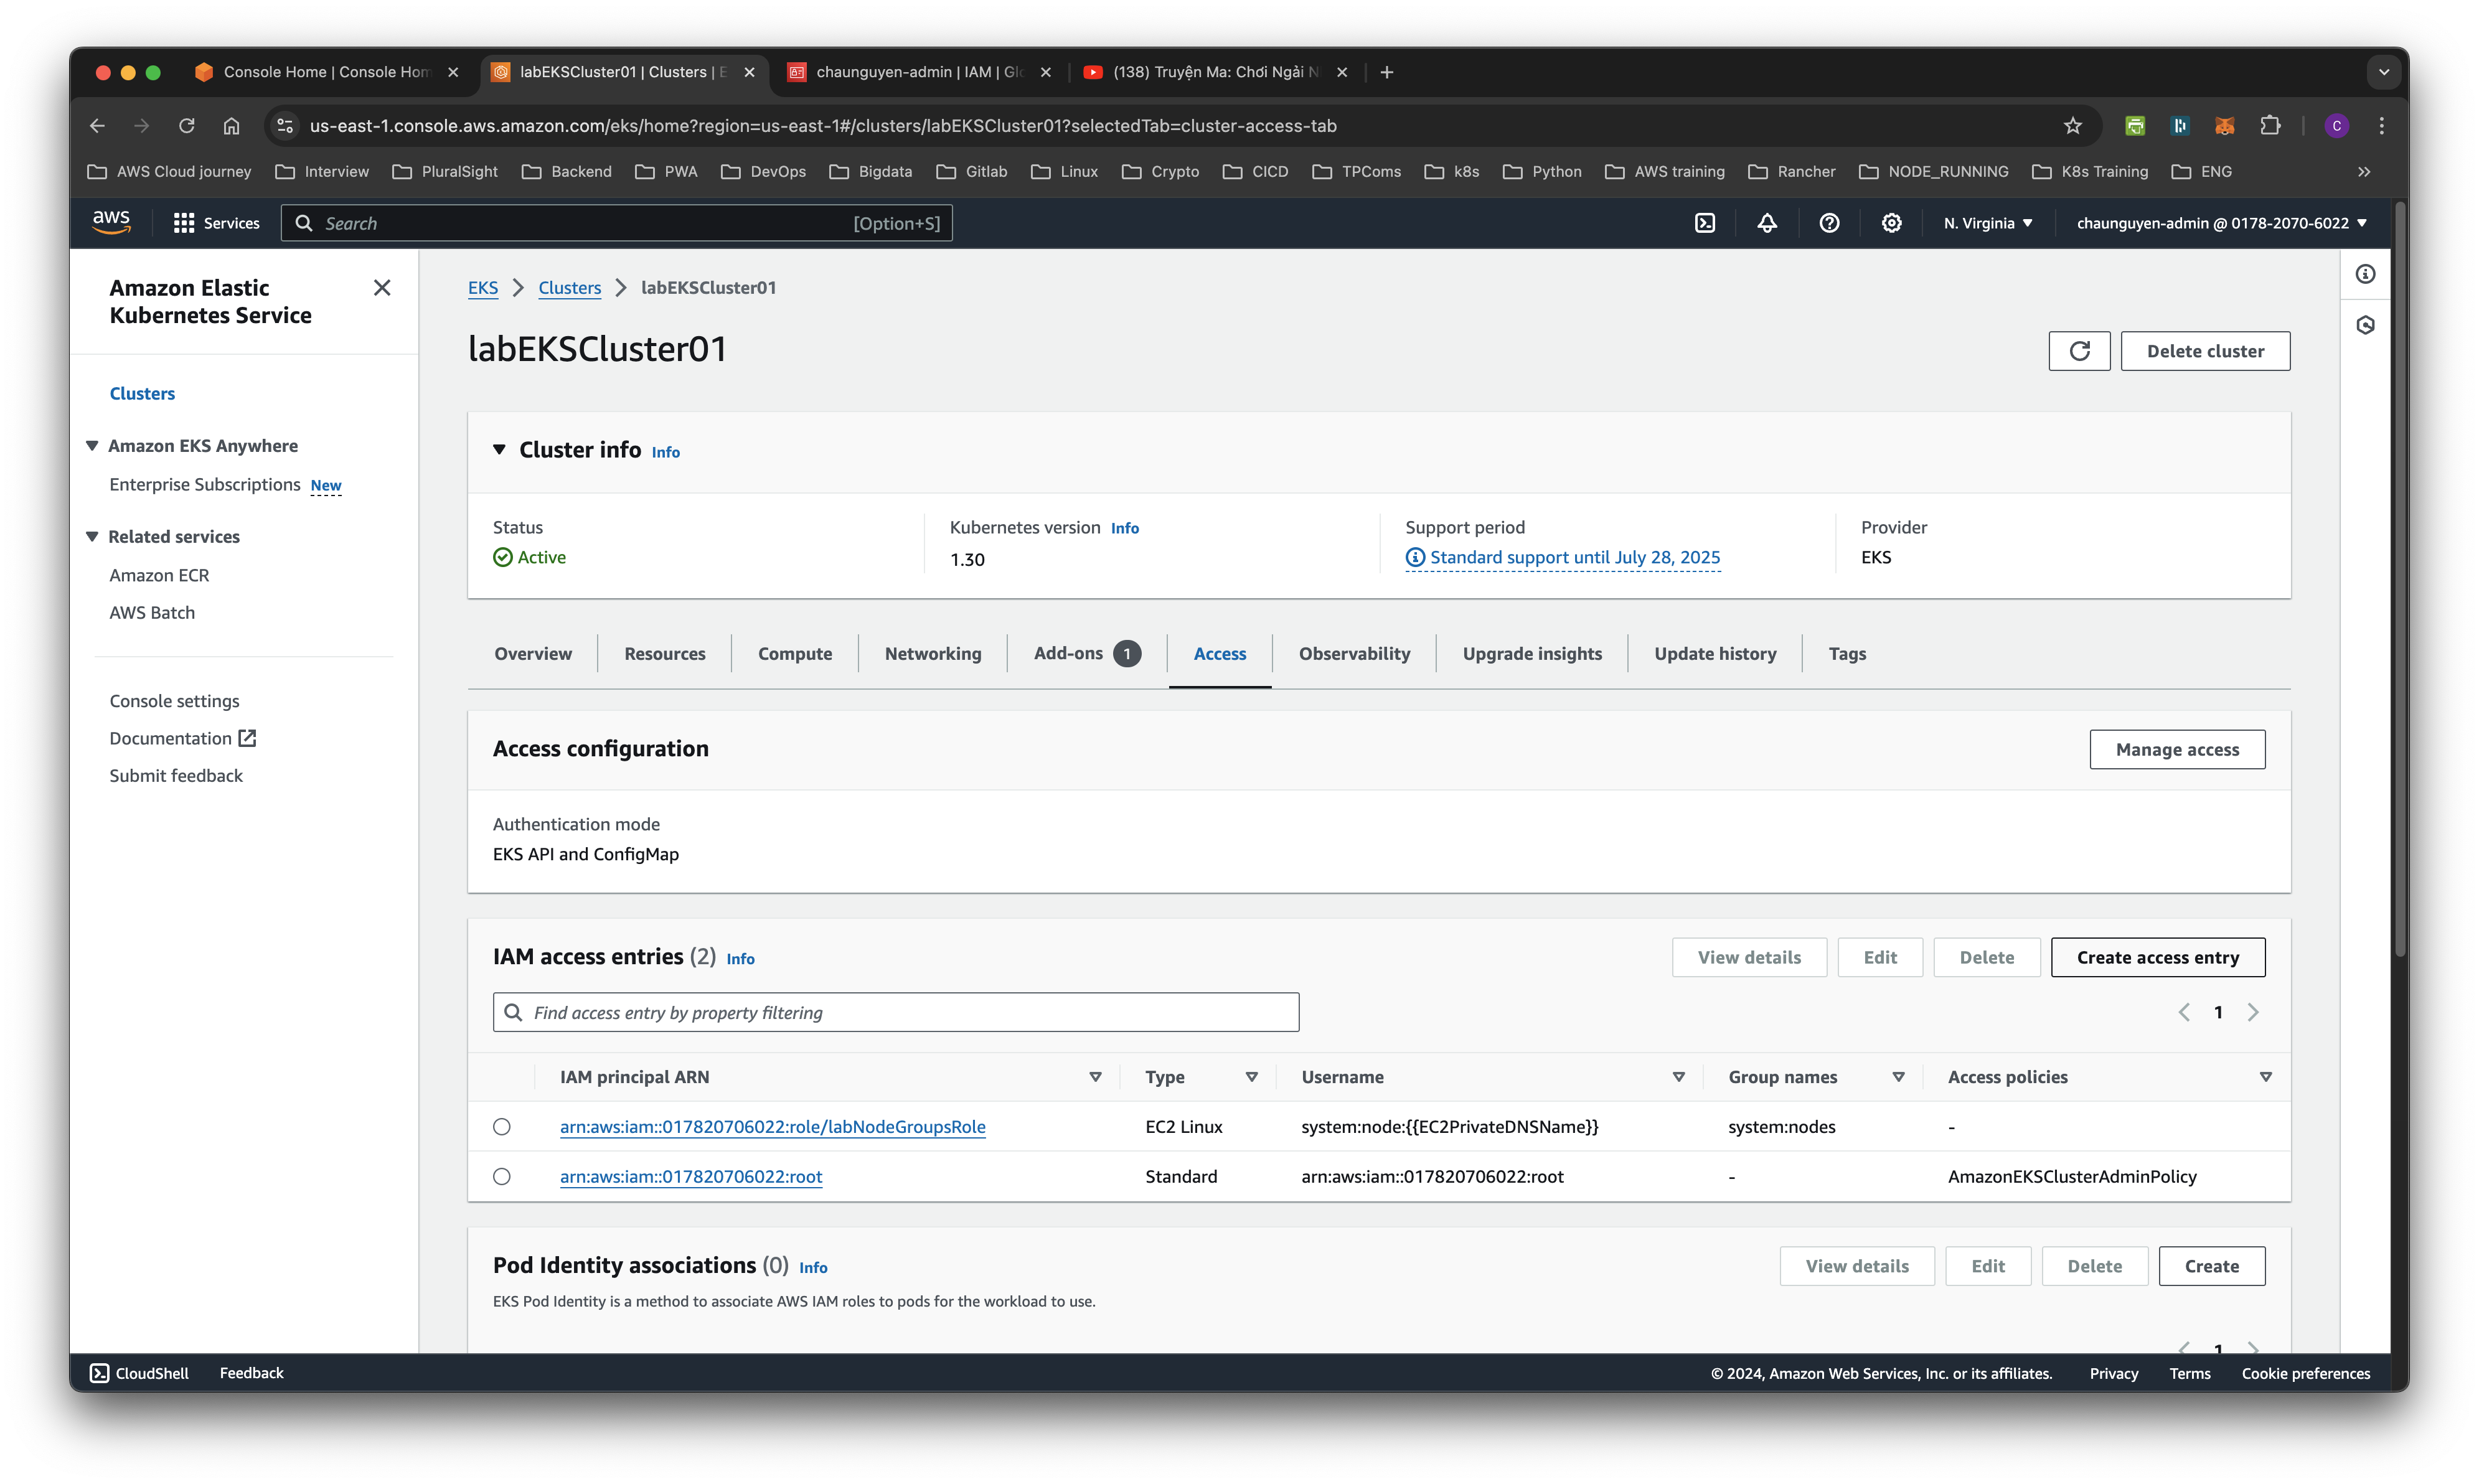 Console Home | Console Hom
labEKSCluster01 | Clusters | E
chaunguyen-admin | IAM | Glo
(138) Truyện Ma: Chơi Ngải N
us-east-1.console.aws.amazon.com/eks/home?region=us-east-1#/clusters/labEKSCluster01?selectedTab=cluster-access-tab
C
AWS Cloud journey
Interview
PluralSight
Backend
PWA
DevOps
Bigdata
Gitlab
Linux
Crypto
CICD
TPComs
k8s
Python
AWS training
Rancher
NODE_RUNNING
K8s Training
ENG
aws
Services
Search
[Option+S]
N. Virginia
chaunguyen-admin @ 0178-2070-6022
Amazon Elastic
Kubernetes Service
Clusters
Amazon EKS Anywhere
Enterprise Subscriptions New
Related services
Amazon ECR
AWS Batch
Console settings
Documentation
Submit feedback
EKS
Clusters
labEKSCluster01
labEKSCluster01
Delete cluster
Cluster info Info
Status
Active
Kubernetes version Info
1.30
Support period
Standard support until July 28, 2025
Provider
EKS
Overview
Resources
Compute
Networking
Add-ons 1
Access
Observability
Upgrade insights
Update history
Tags
Access configuration
Manage access
Authentication mode
EKS API and ConfigMap
IAM access entries (2) Info
View details
Edit
Delete
Create access entry
Find access entry by property filtering
1
IAM principal ARN
Type
Username
Group names
Access policies
arn:aws:iam::017820706022:role/labNodeGroupsRole
EC2 Linux
system:node:{{EC2PrivateDNSName}}
system:nodes
-
arn:aws:iam::017820706022:root
Standard
arn:aws:iam::017820706022:root
-
AmazonEKSClusterAdminPolicy
Pod Identity associations (0) Info
View details
Edit
Delete
Create
EKS Pod Identity is a method to associate AWS IAM roles to pods for the workload to use.
1
CloudShell
Feedback
© 2024, Amazon Web Services, Inc. or its affiliates.
Privacy
Terms
Cookie preferences